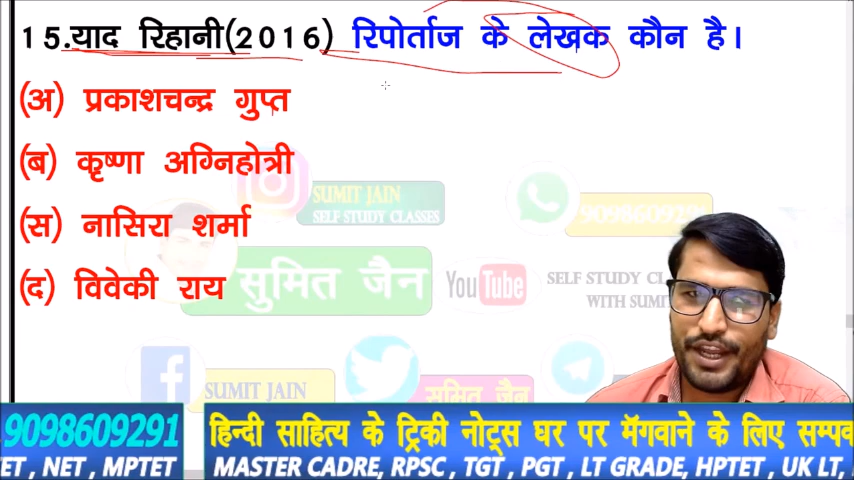 15.याद रिहानी(2016) रिपोर्ताज के लेखक कौन है।
(अ) प्रकाशचन्द्र गुप्त
(ब) कृष्णा अग्निहोत्री
(स) नासिरा शर्मा
(द) विवेकी राय
SUMIT JAIN
SELF STUDY CLASSES
9098609291
सुमित जैन
YouTube
SELF STUDY CL
WITH SUMI
SUMIT JAIN
सुमित जैन
9098609291
हिन्दी साहित्य के ट्रिकी नोट्स घर पर मॅगवाने के लिए सम्पव
ET , NET , MPTET
MASTER CADRE, RPSC , TGT , PGT , LT GRADE, HPTET , UK LT,